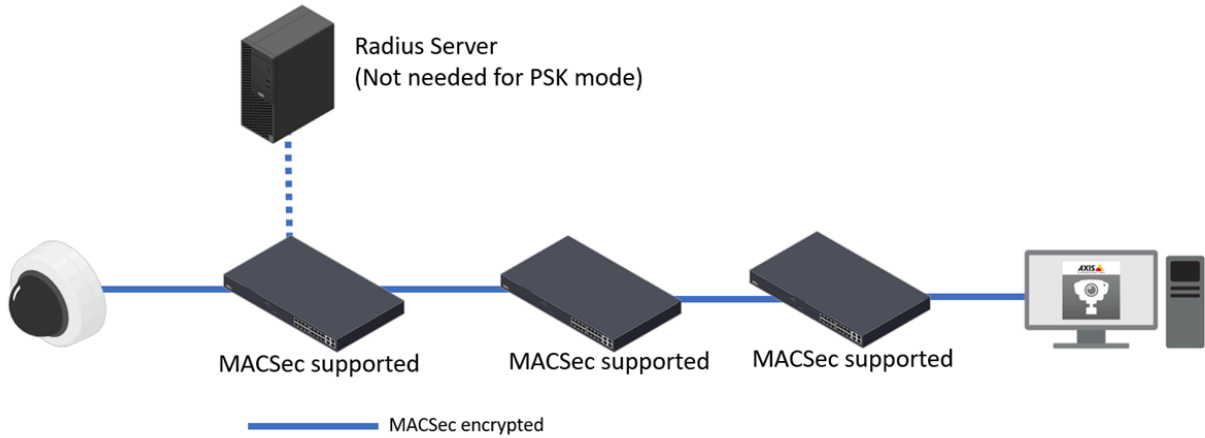 Radius Server
(Not needed for PSK mode)
AXIS
MACSec supported
MACSec supported
MACSec supported
MACSec encrypted